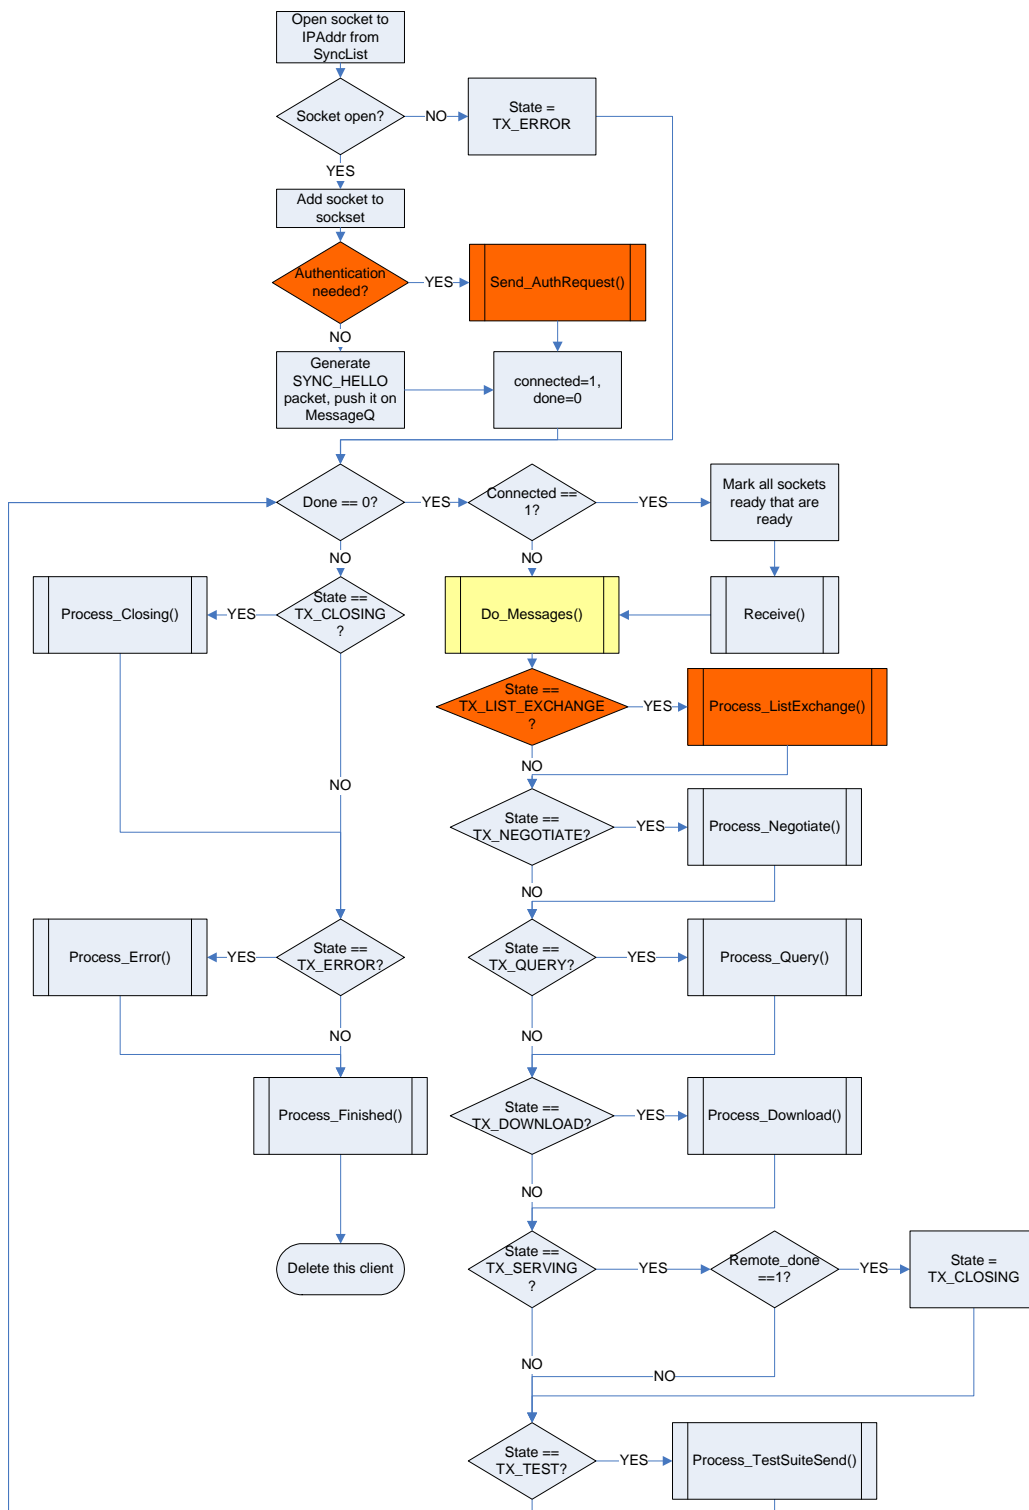 Open socket to
IPAddr from
SyncList
Socket open?
NO
State =
TX_ERROR
YES
Add socket to
sockset
Authentication
needed?
YES
Send_AuthRequest()
NO
Generate
SYNC_HELLO
packet, push it on
MessageQ
connected=1,
done=0
Done == 0?
YES
Connected ==
1?
YES
Mark all sockets
ready that are
ready
NO
NO
Process_Closing()
YES
State ==
TX_CLOSING
?
Do_Messages()
Receive()
State ==
TX_LIST_EXCHANGE
?
YES
Process_ListExchange()
NO
NO
State ==
TX_NEGOTIATE?
YES
Process_Negotiate()
NO
Process_Error()
YES
State ==
TX_ERROR?
State ==
TX_QUERY?
YES
Process_Query()
NO
NO
Process_Finished()
State ==
TX_DOWNLOAD?
YES
Process_Download()
NO
Delete this client
State ==
TX_SERVING
?
YES
Remote_done
==1?
YES
State =
TX_CLOSING
NO
NO
State ==
TX_TEST?
YES
Process_TestSuiteSend()